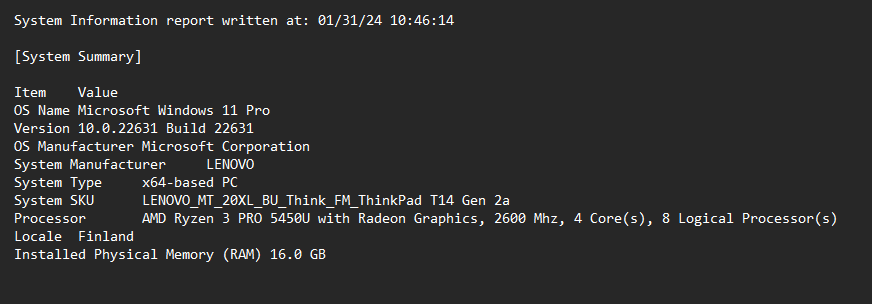 System Information report written at: 01/31/24 10:46:14
[System Summary]
Item Value
OS Name Microsoft Windows 11 Pro
Version 10.0.22631 Build 22631
OS Manufacturer Microsoft Corporation
System Manufacturer LENOVO
System Type x64-based PC
System SKU LENOVO_MT_20XL_BU_Think_FM_ThinkPad T14 Gen 2a
Processor AMD Ryzen 3 PRO 5450U with Radeon Graphics, 2600 Mhz, 4 Core(s), 8 Logical Processor(s)
Locale Finland
Installed Physical Memory (RAM) 16.0 GB